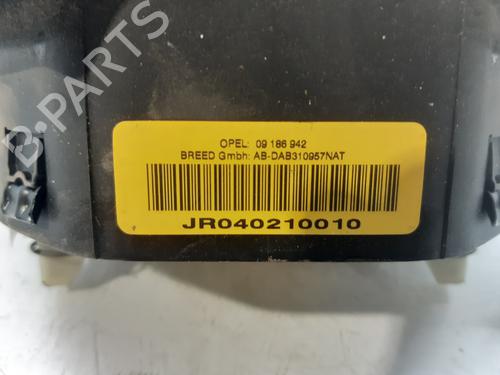 OPEL: 09 186 942
BREED Gmbh: AB-DAB310957NAT
JR040210010
B-PARTS